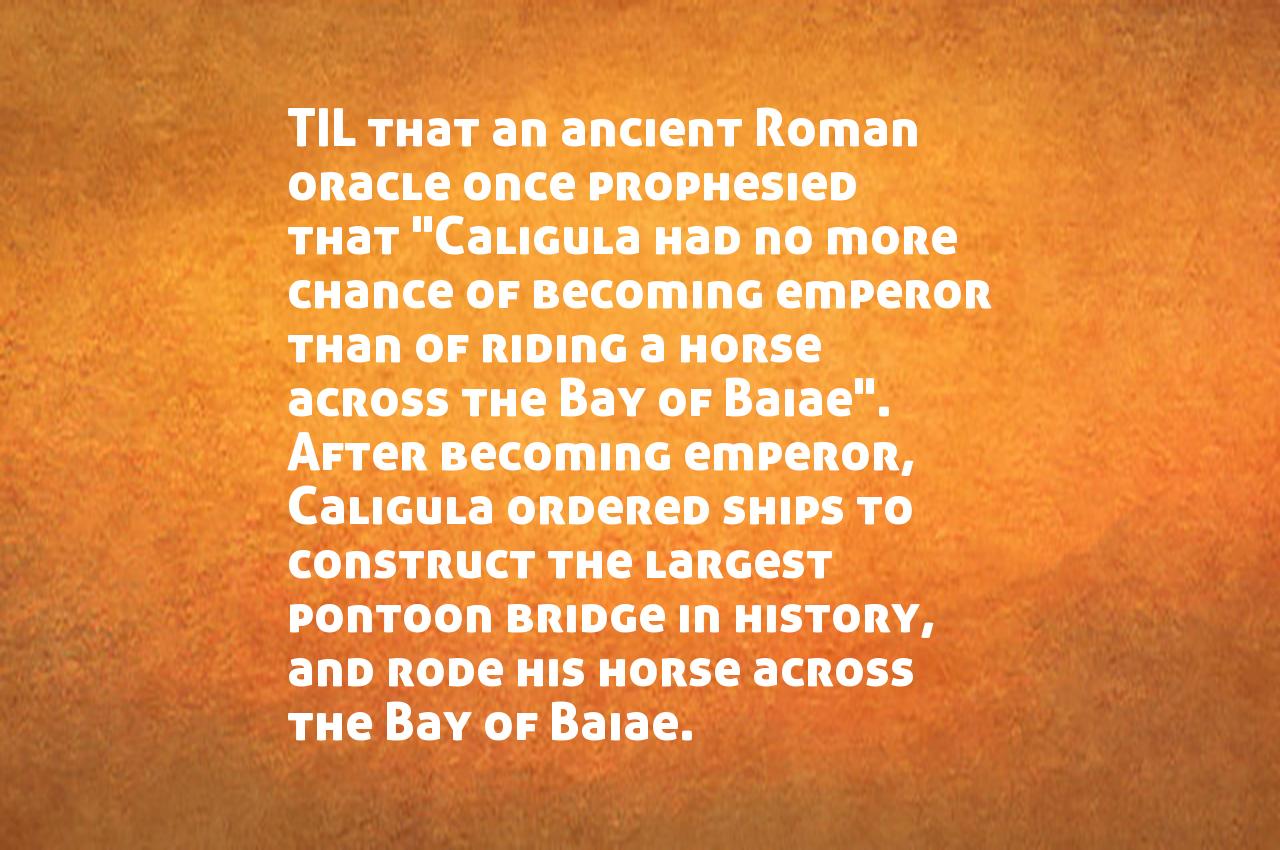 TIL that an ancient Roman
oracle once prophesied
that "Caligula had no more
chance of becoming emperor
than of riding a horse
across the Bay of Baiae".
After becoming emperor,
Caligula ordered ships to
construct the largest
pontoon bridge in history,
and rode his horse across
the Bay of Baiae.